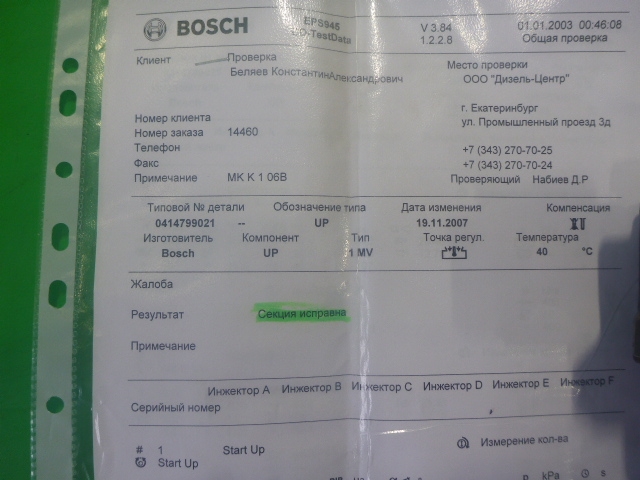 BOSCH EPS945 V 3.84 01.01.2003 00:46:08
TestData 1.2.2.8 Общая проверка
Клиент Проверка Место проверки
Беляев КонстантинАлександрович ООО "Дизель-Центр"
г. Екатеринбург
Номер клиента ул. Промышленный проезд 3д
Номер заказа 14460
Телефон +7 (343) 270-70-25
Факс +7 (343) 270-70-24
Примечание МК К 1 06В Проверяющий Набиев Д.Р
Типовой № детали Обозначение типа Дата изменения Компенсация
0414799021 -- UP 19.11.2007
Изготовитель Компонент Тип Точка регул. Температура
Bosch UP 1 MV 40 °C
Жалоба
Результат Секция исправна
Примечание
Инжектор A Инжектор B Инжектор C Инжектор D Инжектор E Инжектор F
Серийный номер
# 1 Start Up Измерение кол-ва
Start Up
p kPa s